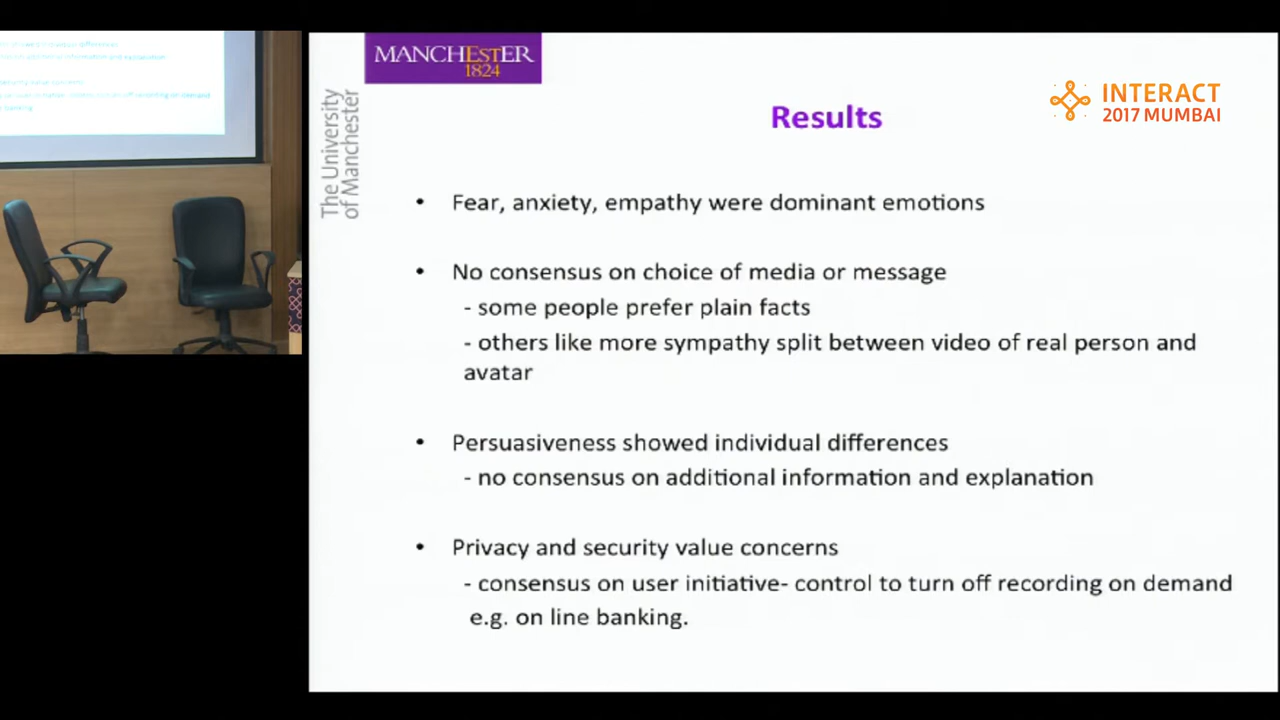 MANCHESTER
1824
The University
of Manchester
INTERACT
2017 MUMBAI
Results
• Fear, anxiety, empathy were dominant emotions
• No consensus on choice of media or message
- some people prefer plain facts
- others like more sympathy split between video of real person and
avatar
• Persuasiveness showed individual differences
- no consensus on additional information and explanation
• Privacy and security value concerns
- consensus on user initiative- control to turn off recording on demand
e.g. on line banking.